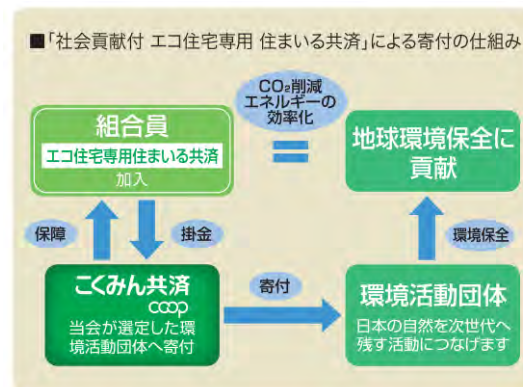 ■「社会貢献付 エコ住宅専用 住まいる共済」による寄付の仕組み
CO₂削減
エネルギーの
効率化
組合員
エコ住宅専用住まいる共済
加入
地球環境保全に
貢献
保障
掛金
環境保全
こくみん共済
coop
当会が選定した環
境活動団体へ寄付
寄付
環境活動団体
日本の自然を次世代へ
残す活動につなげます